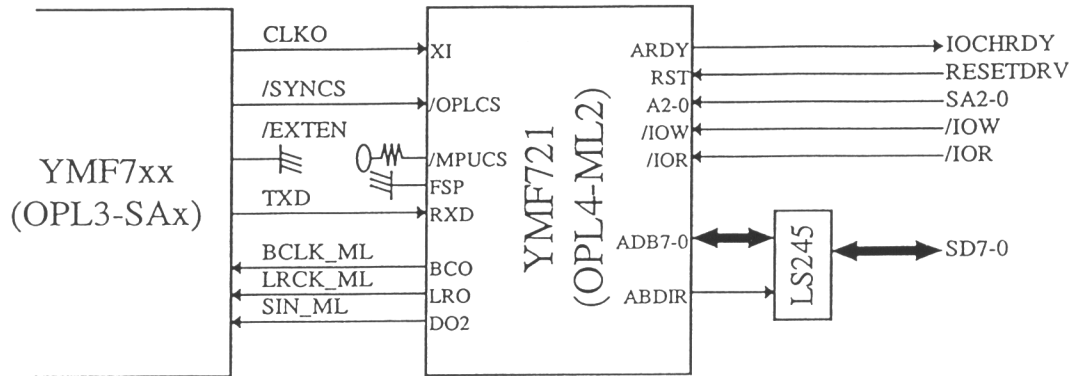 CLKO
/SYNCS
/EXTEN
TXD
BCLK_ML
LRCK_ML
SIN_ML
YMF7xx
(OPL3-SAx)
XI
/OPLCS
/MPUCS
FSP
RXD
BCO
LRO
DO2
YMF721
(OPL4-ML2)
ARDY
RST
A2-0
/IOW
/IOR
ADB7-0
ABDIR
LS245
IOCHRDY
RESETDRV
SA2-0
/IOW
/IOR
SD7-0